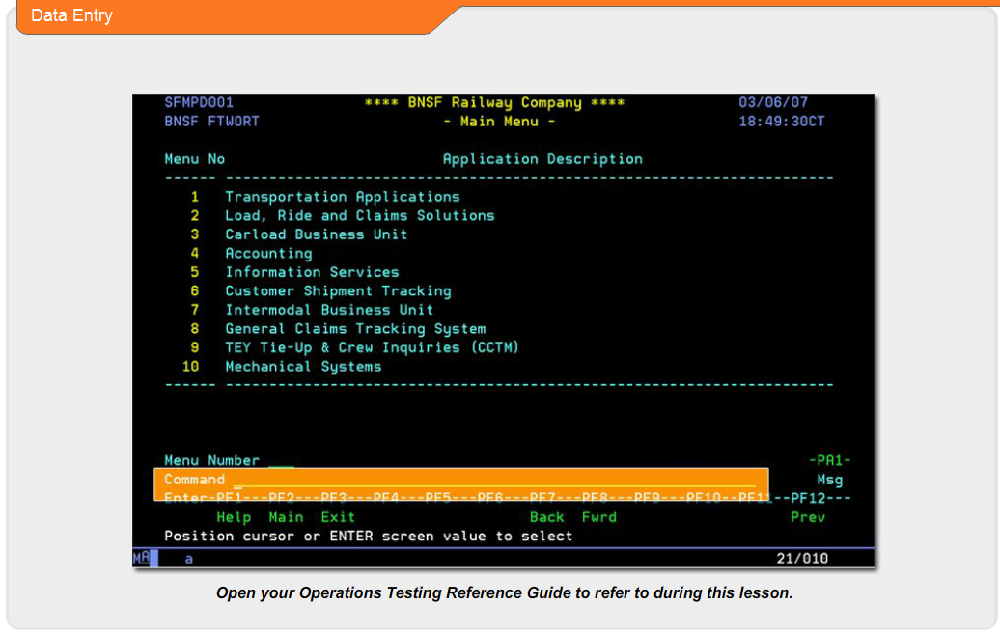 Data Entry
SFMPD001 **** BNSF Railway Company **** 03/06/07
BNSF FTWORT - Main Menu - 18:49:30CT
Menu No Application Description
------ ----------------------------------------------------------------------
1 Transportation Applications
2 Load, Ride and Claims Solutions
3 Carload Business Unit
4 Accounting
5 Information Services
6 Customer Shipment Tracking
7 Intermodal Business Unit
8 General Claims Tracking System
9 TEY Tie-Up & Crew Inquiries (CCTM)
10 Mechanical Systems
------ ----------------------------------------------------------------------
Menu Number ___ -PA1-
Command _ Msg
Enter-PF1---PF2---PF3---PF4---PF5---PF6---PF7---PF8---PF9---PF10--PF11--PF12---
Help Main Exit Back Fwrd Prev
Position cursor or ENTER screen value to select
MA a 21/010
Open your Operations Testing Reference Guide to refer to during this lesson.